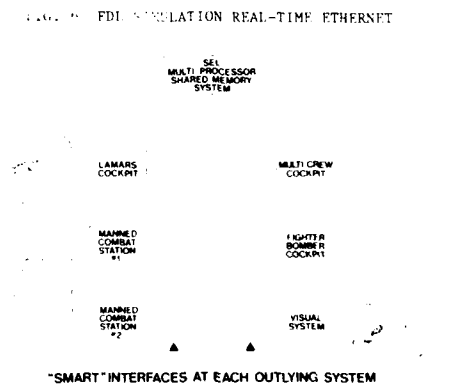 FDL REAL-TIME ETHERNET
SEL
MULTI PROCESSOR
SHARED MEMORY
SYSTEM
LAMARS
COCKPIT
MULTI CREW
COCKPIT
MANNED
COMBAT
STATION
#1
FIGHTER
BOMBER
COCKPIT
MANNED
COMBAT
STATION
#2
VISUAL
SYSTEM
"SMART" INTERFACES AT EACH OUTLYING SYSTEM